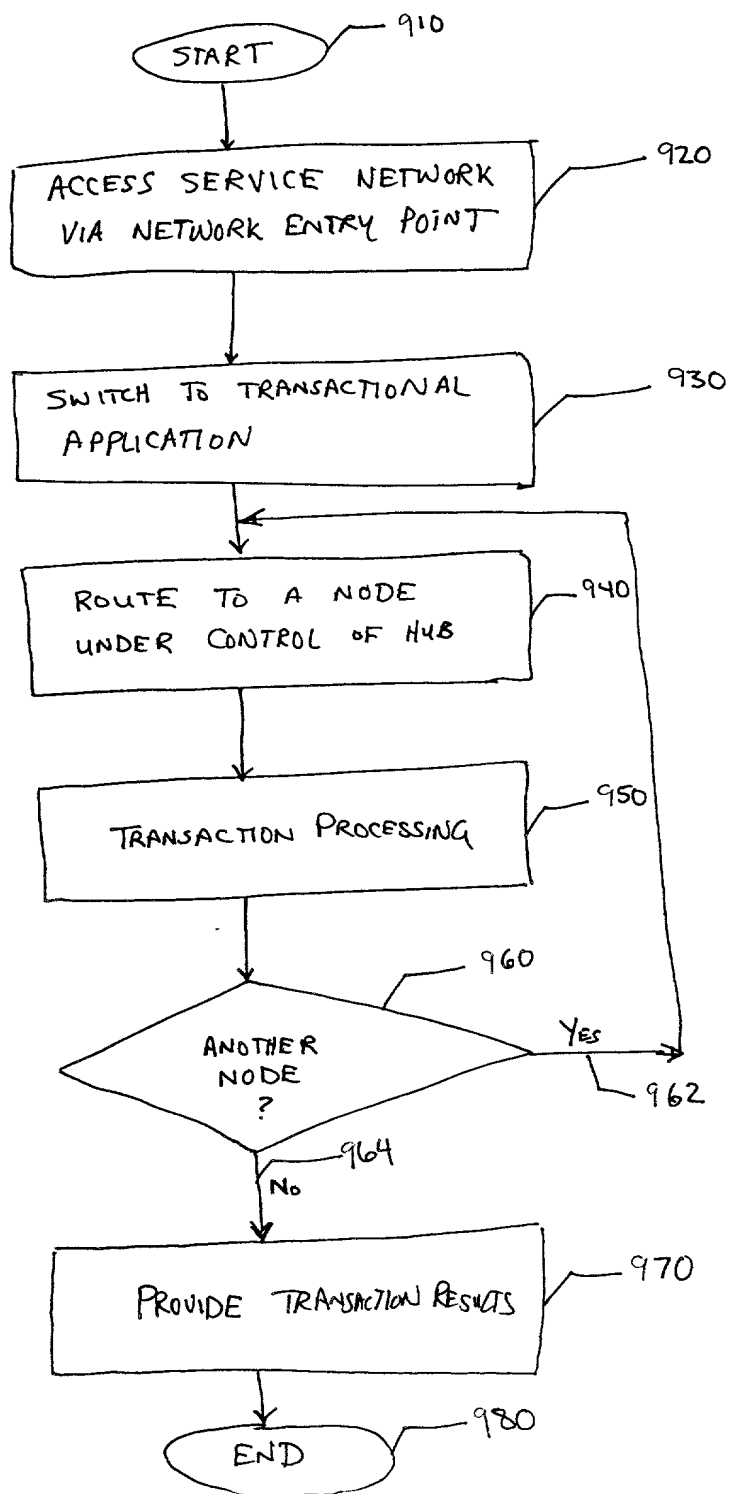 START
910
ACCESS SERVICE NETWORK
VIA NETWORK ENTRY POINT
920
SWITCH TO TRANSACTIONAL
APPLICATION
930
ROUTE TO A NODE
UNDER CONTROL OF HUB
940
TRANSACTION PROCESSING
950
960
ANOTHER
NODE
?
YES
962
964
NO
PROVIDE TRANSACTION RESULTS
970
END
980